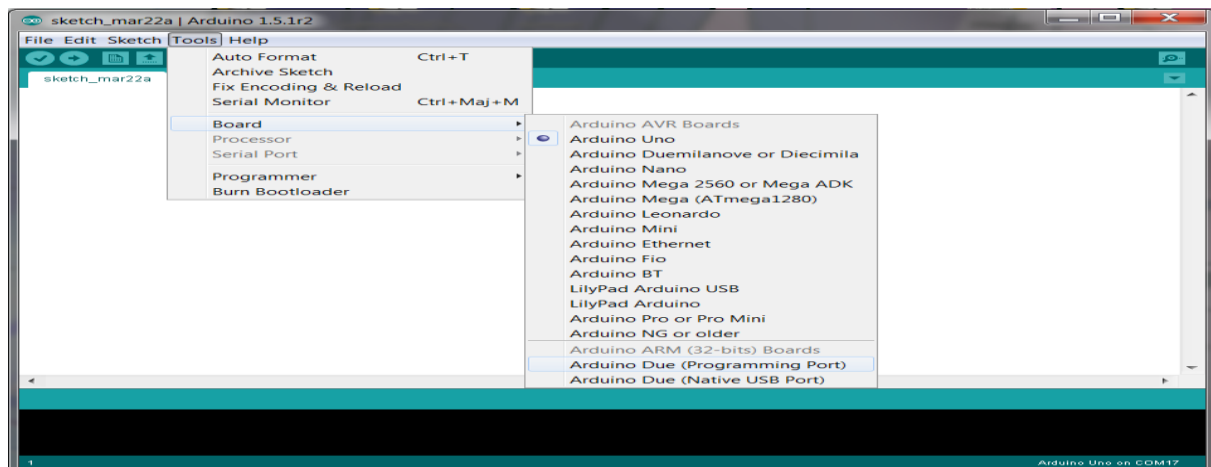 sketch_mar22a | Arduino 1.5.1r2
File Edit Sketch Tools Help
sketch_mar22a
Auto Format Ctrl+T
Archive Sketch
Fix Encoding & Reload
Serial Monitor Ctrl+Maj+M
Board
Processor
Serial Port
Programmer
Burn Bootloader
Arduino AVR Boards
Arduino Uno
Arduino Duemilanove or Diecimila
Arduino Nano
Arduino Mega 2560 or Mega ADK
Arduino Mega (ATmega1280)
Arduino Leonardo
Arduino Mini
Arduino Ethernet
Arduino Fio
Arduino BT
LilyPad Arduino USB
LilyPad Arduino
Arduino Pro or Pro Mini
Arduino NG or older
Arduino ARM (32-bits) Boards
Arduino Due (Programming Port)
Arduino Due (Native USB Port)
1 Arduino Uno on COM17